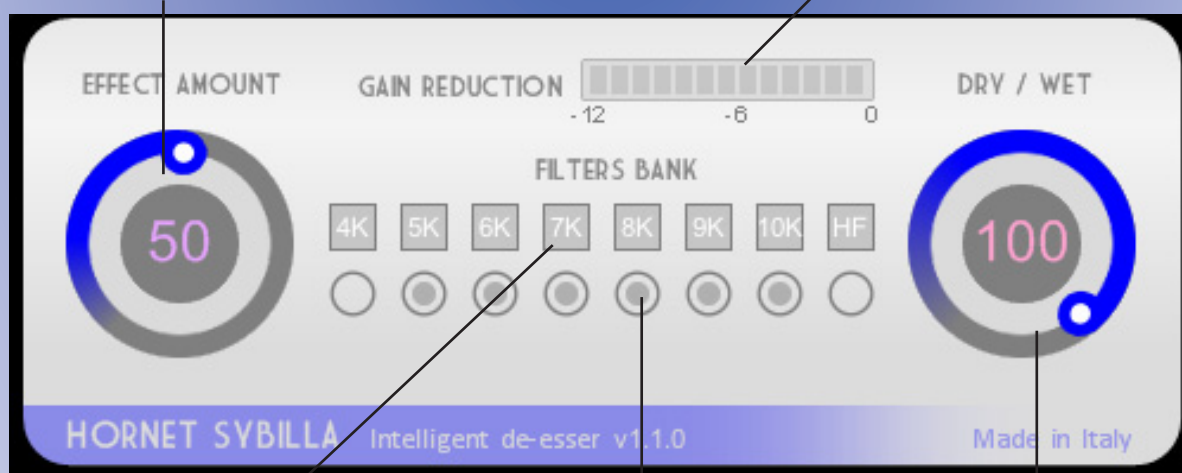 EFFECT AMOUNT
GAIN REDUCTION
-12 -6 0
DRY / WET
FILTERS BANK
50
4K 5K 6K 7K 8K 9K 10K HF
100
HORNET SYBILLA Intelligent de-esser v1.1.0 Made in Italy